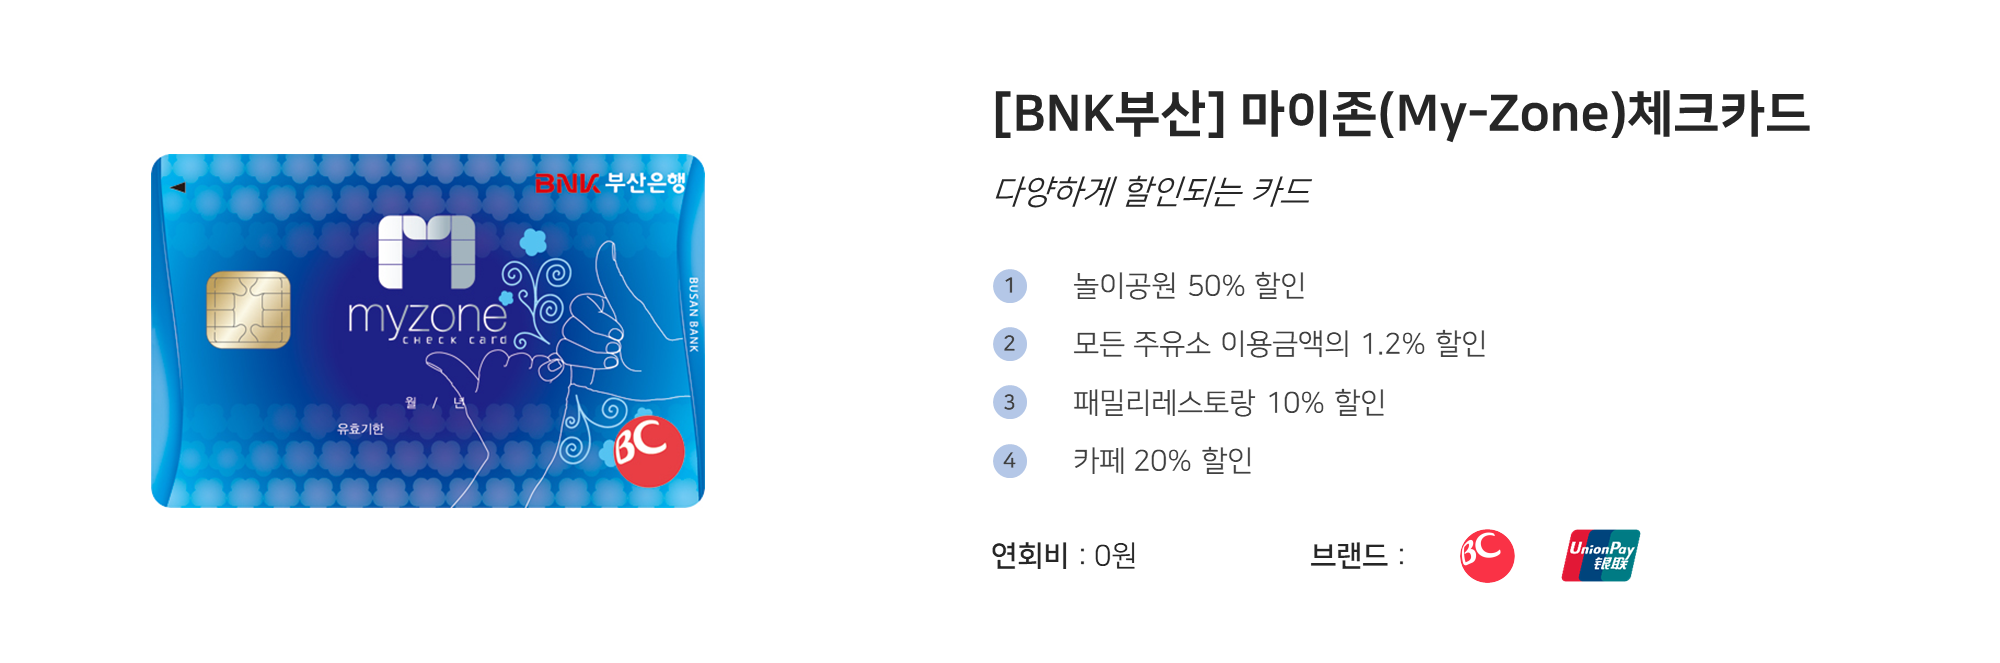 BNK 부산은행
myzone
CHECK card
BUSAN BANK
월 / 년
유효기한
BC
[BNK부산] 마이존(My-Zone)체크카드
다양하게 할인되는 카드
1 놀이공원 50% 할인
2 모든 주유소 이용금액의 1.2% 할인
3 패밀리레스토랑 10% 할인
4 카페 20% 할인
연회비 : 0원 브랜드 : BC UnionPay 银联